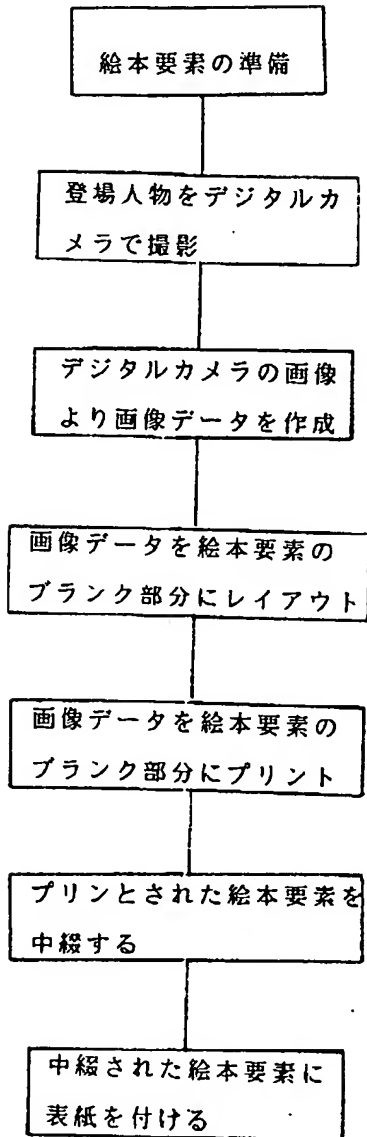 絵本要素の準備
登場人物をデジタルカ
メラで撮影
デジタルカメラの画像
より画像データを作成
画像データを絵本要素の
ブランク部分にレイアウト
画像データを絵本要素の
ブランク部分にプリント
プリンとされた絵本要素を
中綴する
中綴された絵本要素に
表紙を付ける